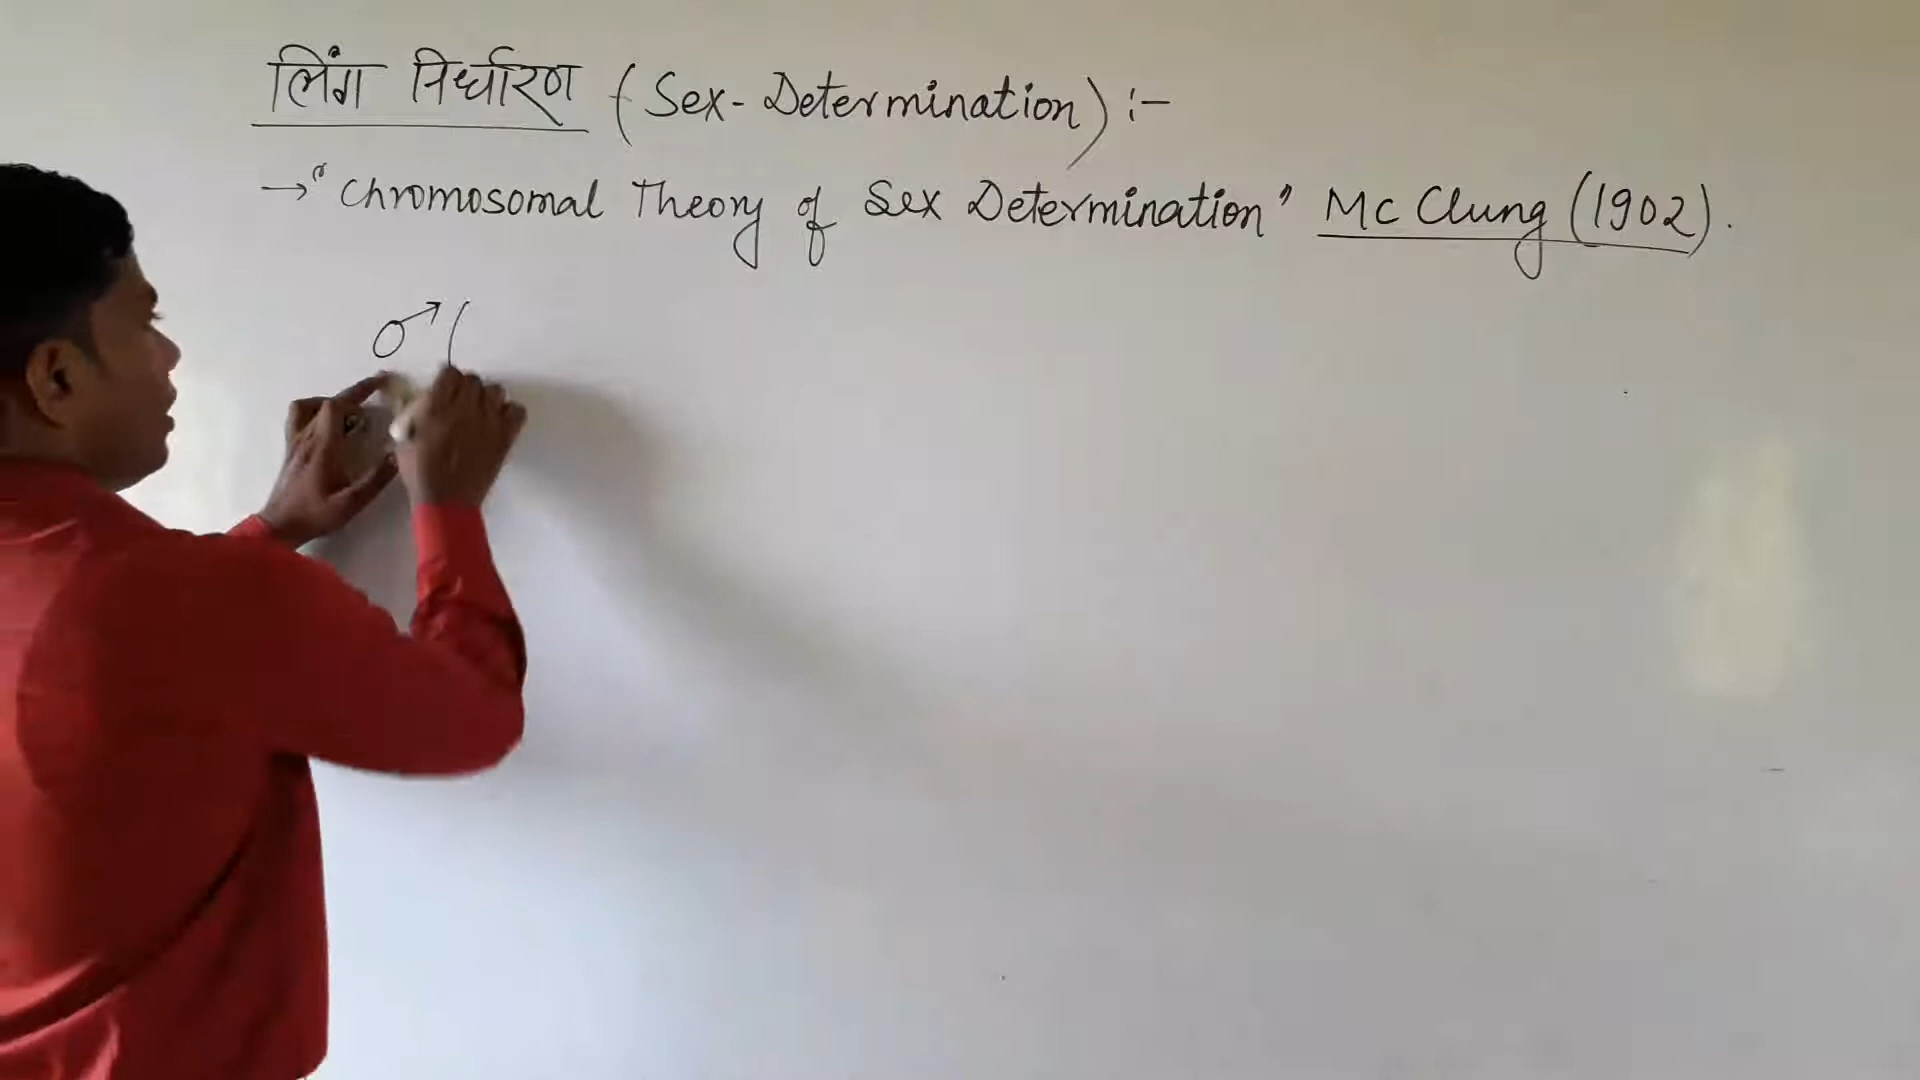 लिंग निर्धारण (Sex-Determination) :-
→ "Chromosomal Theory of Sex Determination" Mc Clung (1902).
♂ (